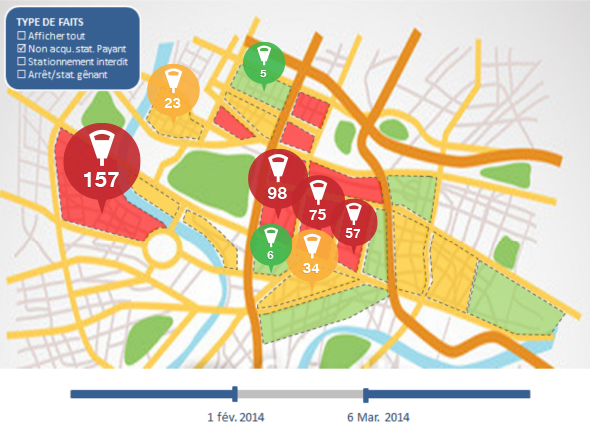 TYPE DE FAITS
Afficher tout
Non acqu.stat. Payant
Stationnement interdit
Arrêt/stat gênant
5
23
157
98
75
57
6
34
1 fév. 2014
6 Mar. 2014